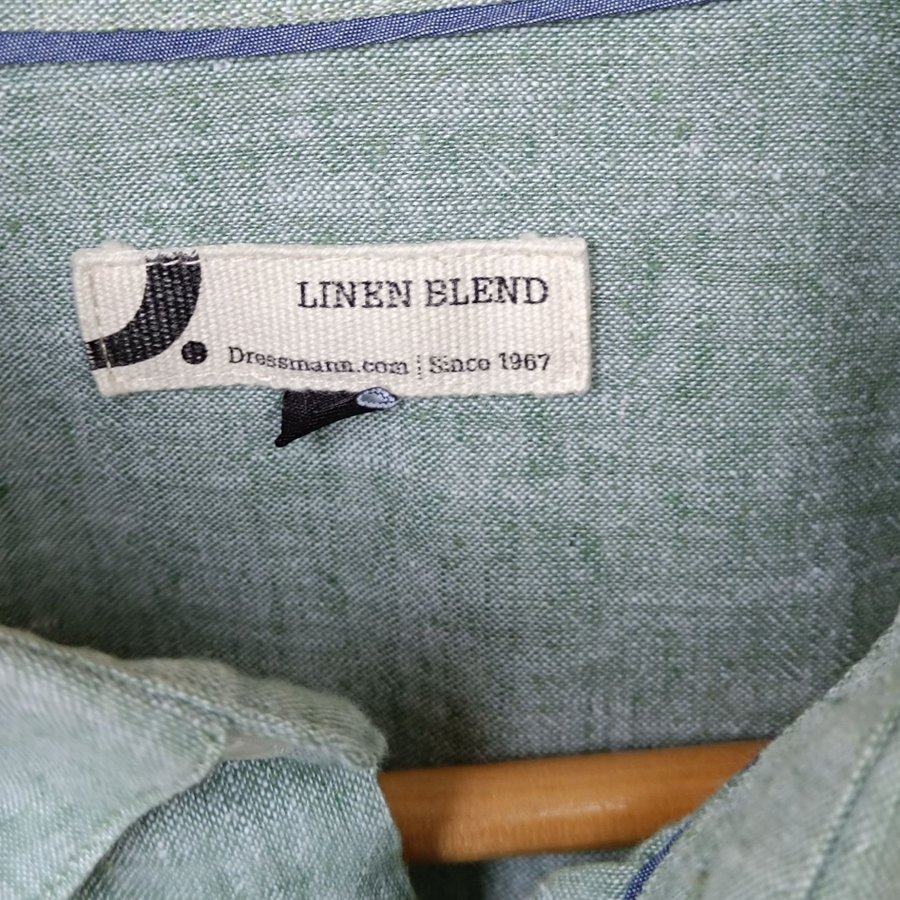 LINEN BLEND
Dressmann.com | Since 1967